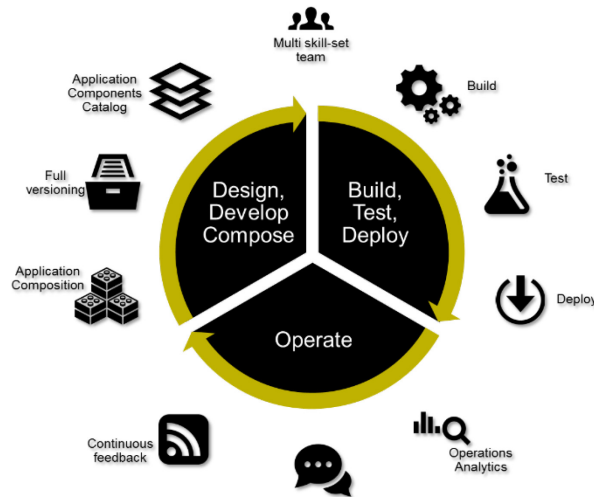 Multi skill-set
team
Application
Components
Catalog
Build
Full
versioning
Design,
Develop
Compose
Build,
Test,
Deploy
Test
Application
Composition
Deploy
Operate
Continuous
feedback
Operations
Analytics